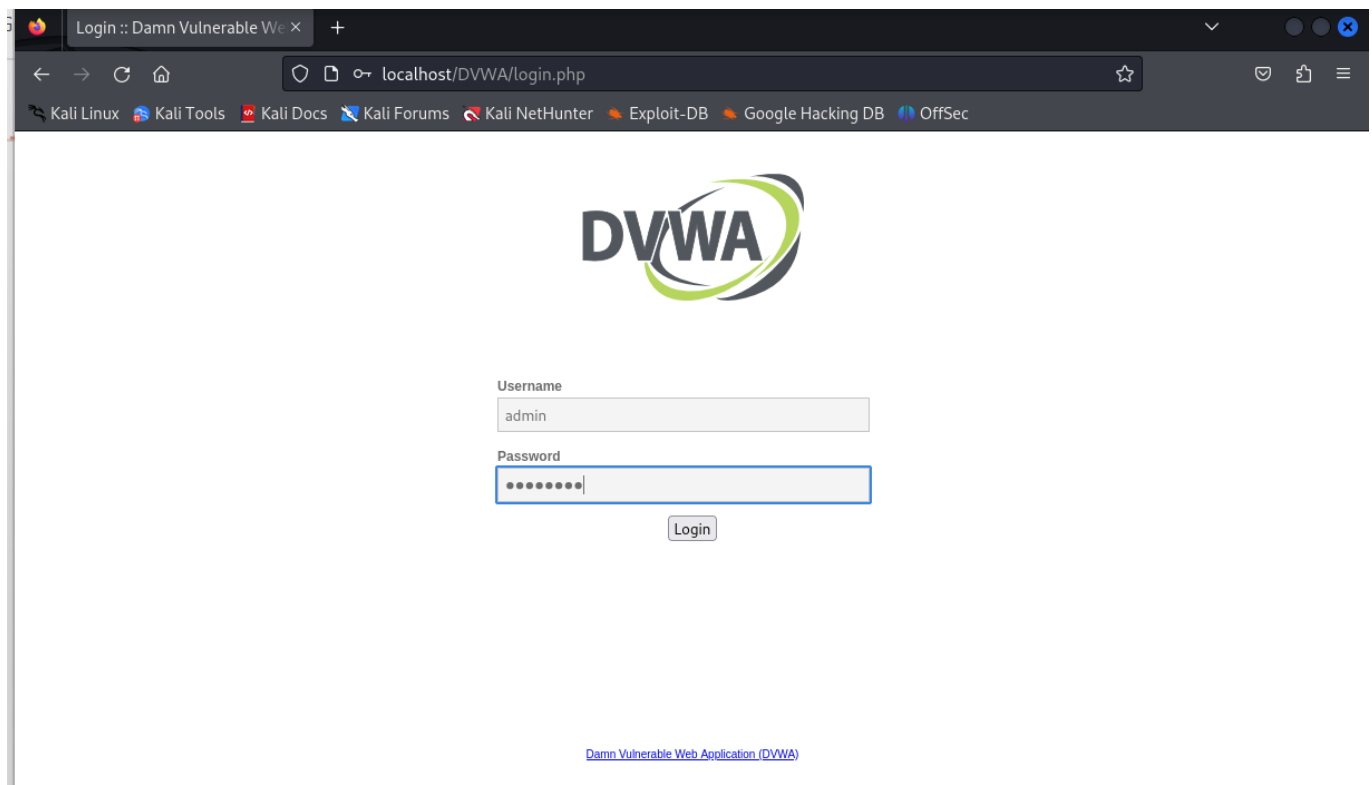 Login :: Damn Vulnerable We
localhost/DVWA/login.php
Kali Linux Kali Tools Kali Docs Kali Forums Kali NetHunter Exploit-DB Google Hacking DB OffSec
DVWA
Username
admin
Password
Login
Damn Vulnerable Web Application (DVWA)